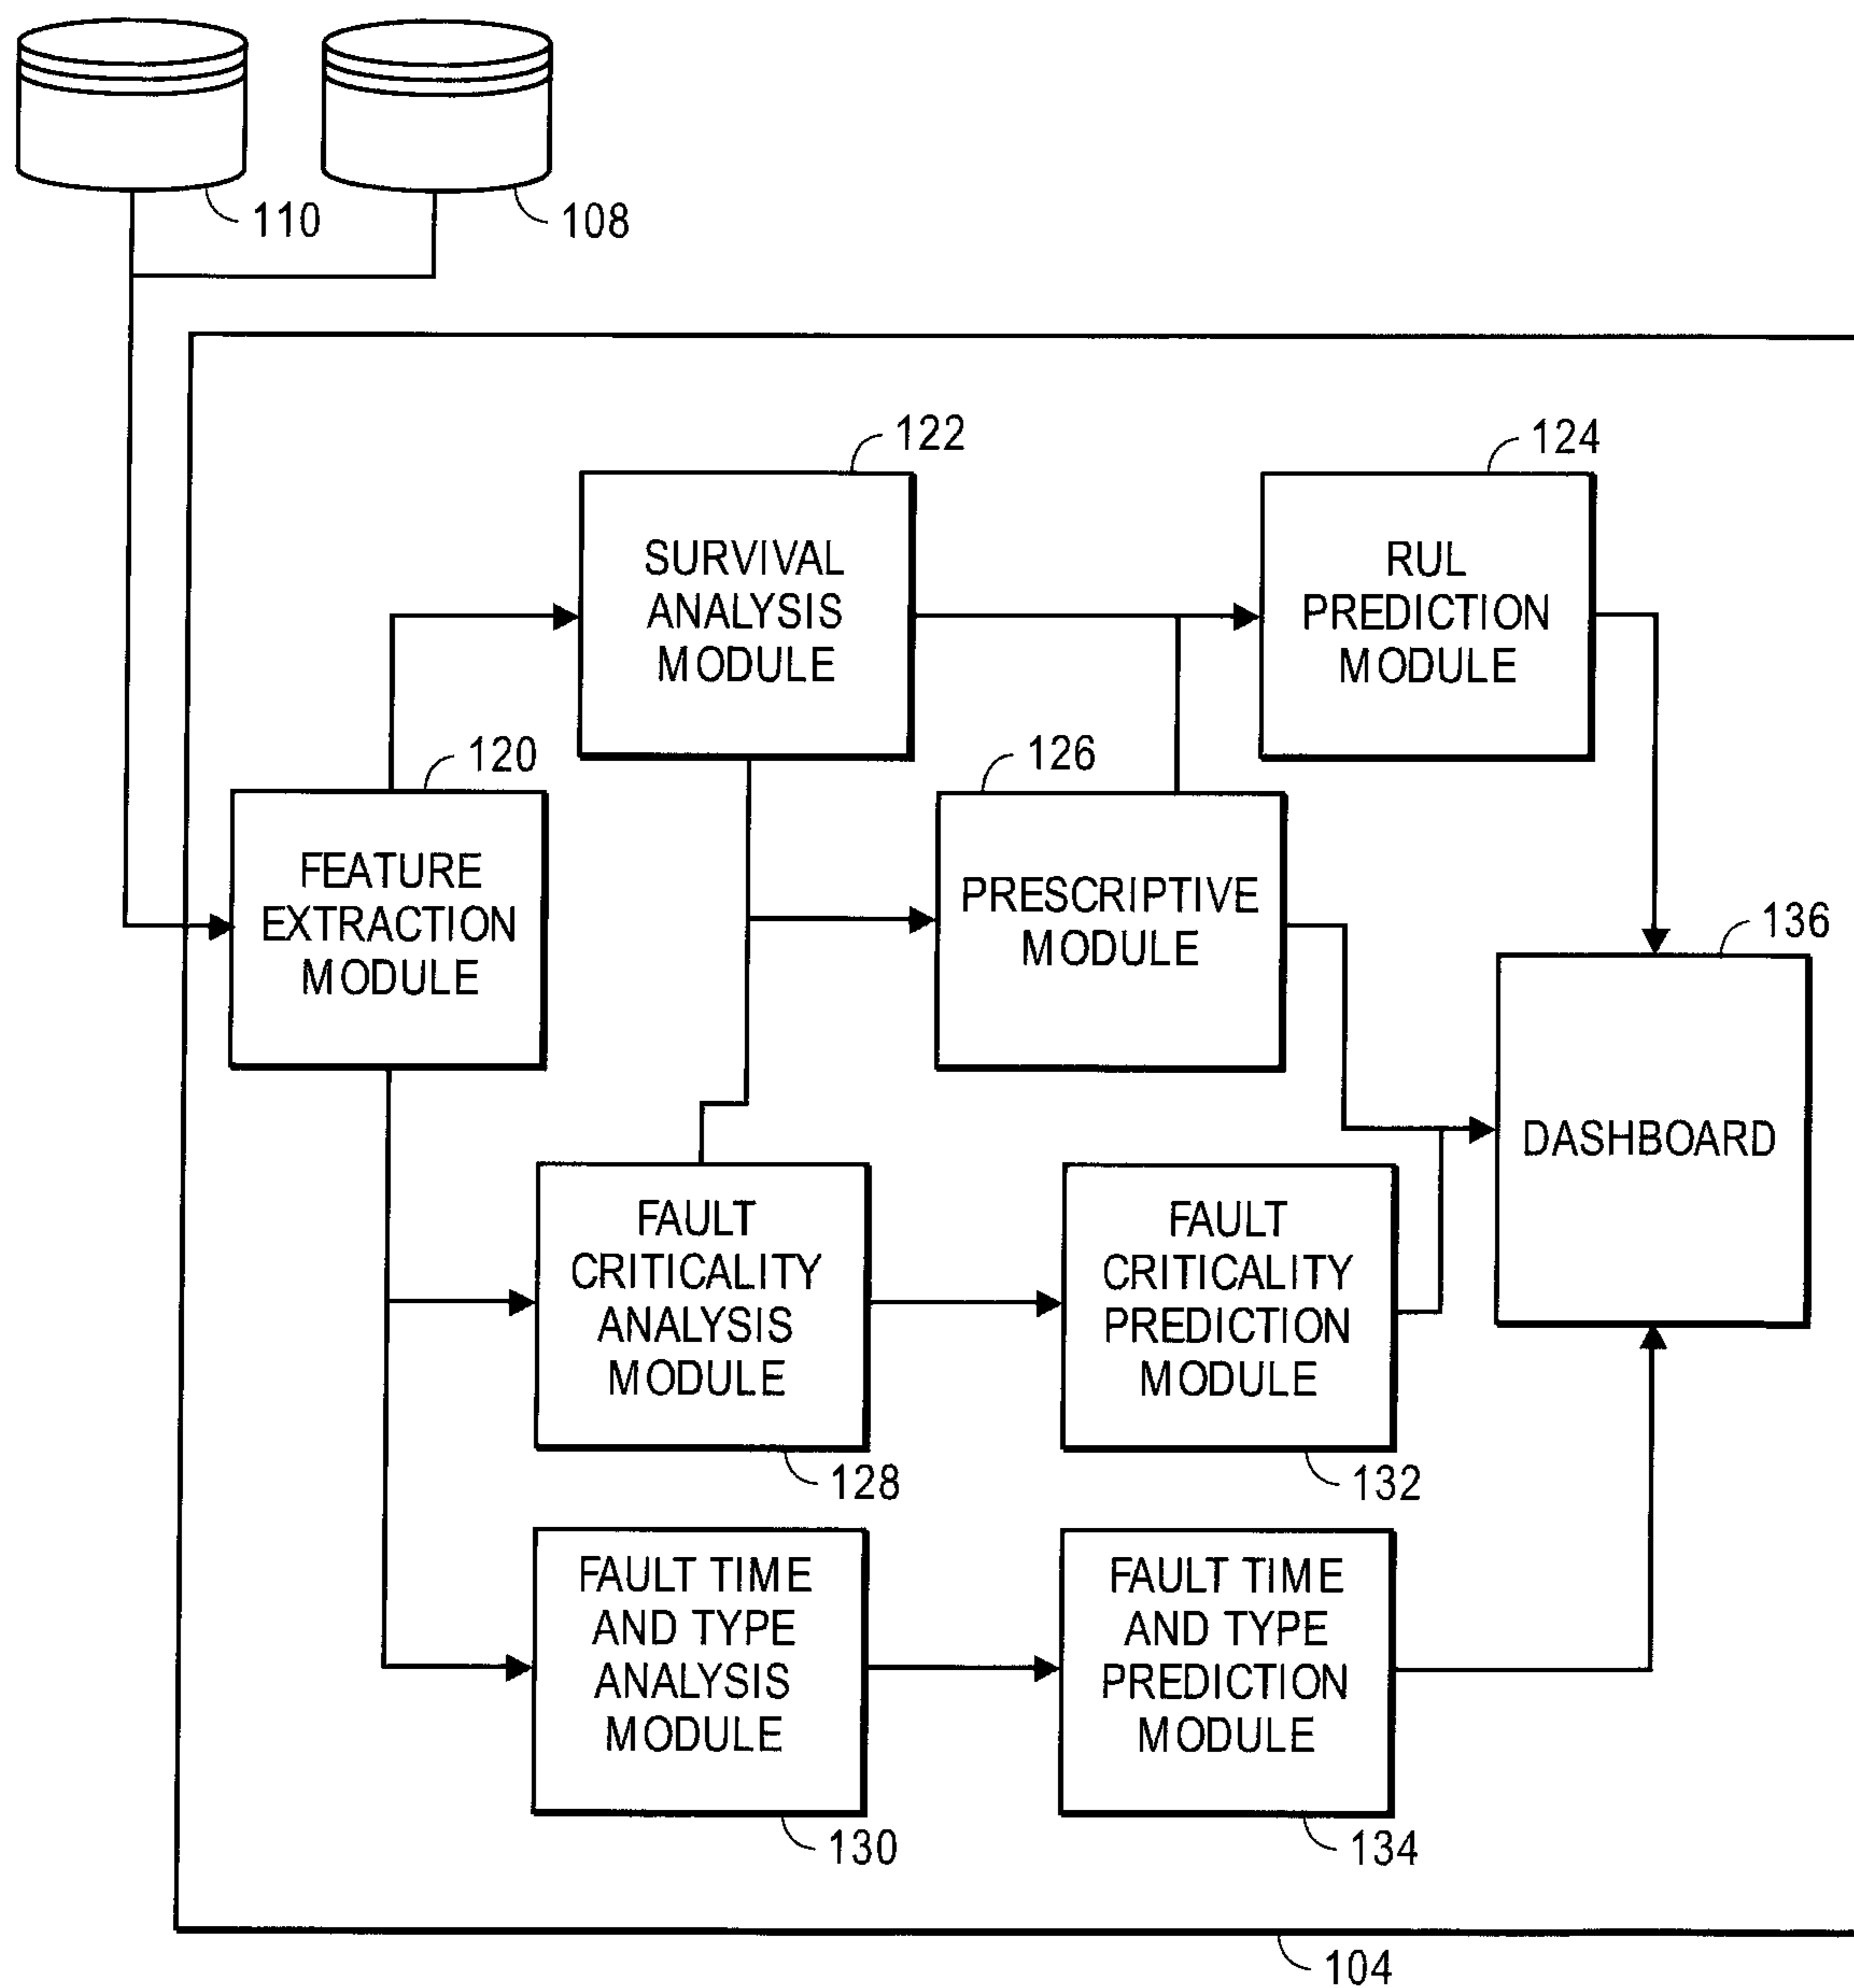 110
108
122
124
SURVIVAL
ANALYSIS
MODULE
RUL
PREDICTION
MODULE
120
126
FEATURE
EXTRACTION
MODULE
PRESCRIPTIVE
MODULE
136
DASHBOARD
FAULT
CRITICALITY
ANALYSIS
MODULE
FAULT
CRITICALITY
PREDICTION
MODULE
128
132
FAULT TIME
AND TYPE
ANALYSIS
MODULE
FAULT TIME
AND TYPE
PREDICTION
MODULE
130
134
104